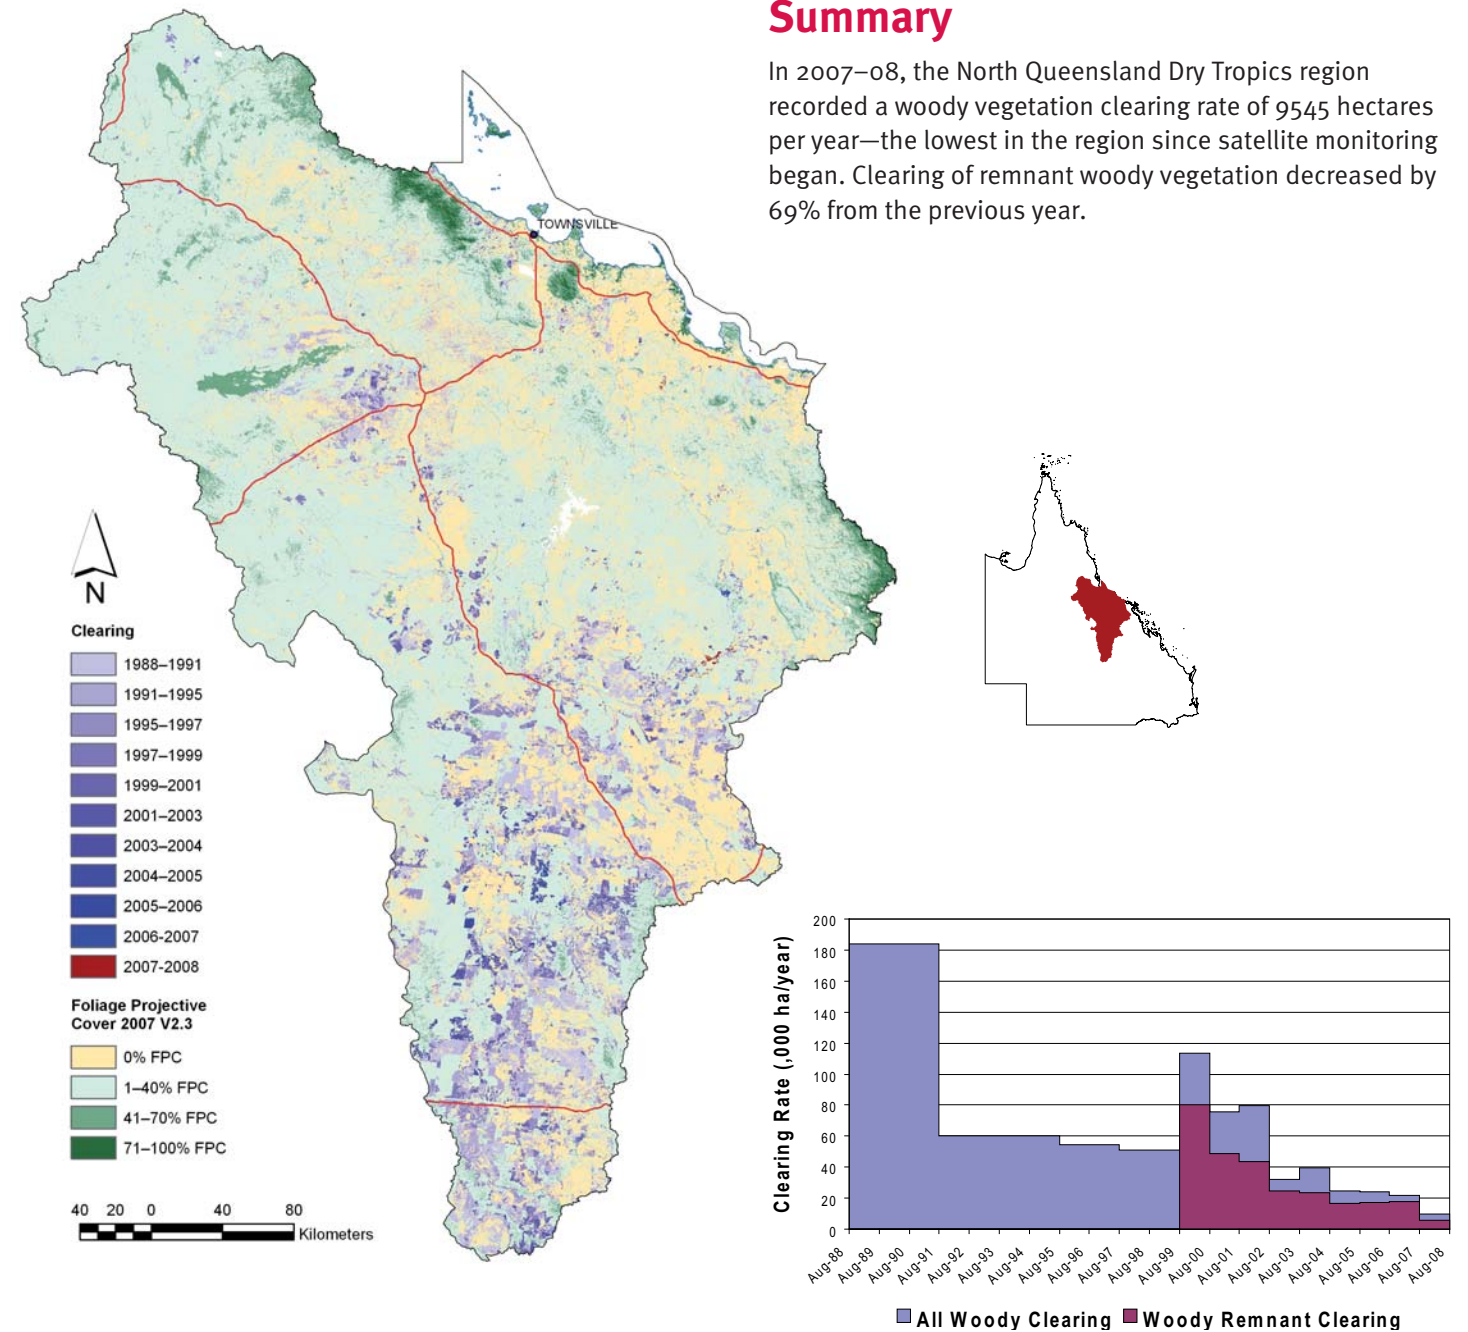 Summary
In 2007–08, the North Queensland Dry Tropics region
recorded a woody vegetation clearing rate of 9545 hectares
per year—the lowest in the region since satellite monitoring
began. Clearing of remnant woody vegetation decreased by
69% from the previous year.
TOWNSVILLE
N
Clearing
1988–1991
1991–1995
1995–1997
1997–1999
1999–2001
2001–2003
2003–2004
2004–2005
2005–2006
2006-2007
2007-2008
Foliage Projective
Cover 2007 V2.3
0% FPC
1–40% FPC
41–70% FPC
71–100% FPC
40 20 0 40 80
Kilometers
Clearing Rate (,000 ha/year)
200
180
160
140
120
100
80
60
40
20
0
Aug-88 Aug-89 Aug-90 Aug-91 Aug-92 Aug-93 Aug-94 Aug-95 Aug-96 Aug-97 Aug-98 Aug-99 Aug-00 Aug-01 Aug-02 Aug-03 Aug-04 Aug-05 Aug-06 Aug-07 Aug-08
All Woody Clearing Woody Remnant Clearing